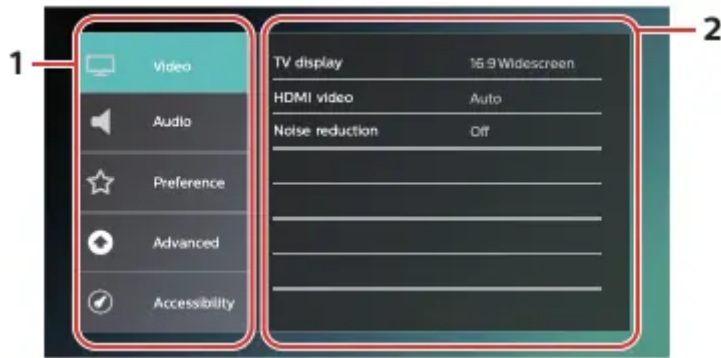 1
2
Video
Audio
Preference
Advanced
Accessibility
TV display 16:9 Widescreen
HDMI video Auto
Noise reduction Off